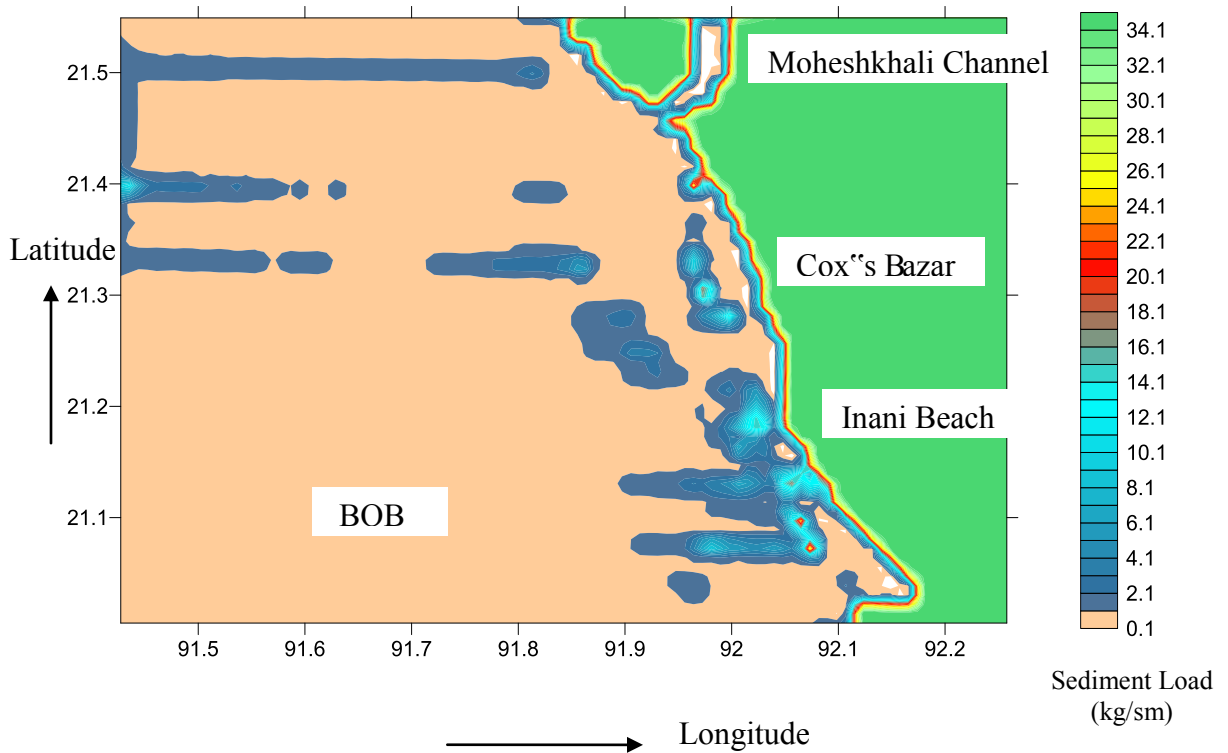 Moheshkhali Channel
21.5
21.4
Latitude
Cox‟s Bazar
21.3
21.2
Inani Beach
BOB
21.1
91.5 91.6 91.7 91.8 91.9 92 92.1 92.2
Longitude
34.1
32.1
30.1
28.1
26.1
24.1
22.1
20.1
18.1
16.1
14.1
12.1
10.1
8.1
6.1
4.1
2.1
0.1
Sediment Load
(kg/sm)